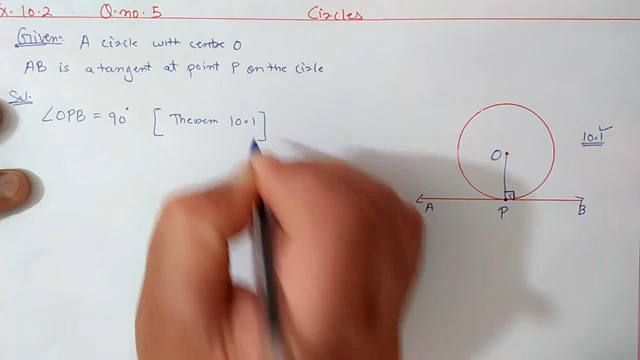 x. 10.2 Q.no. 5 Circles
Given:- A circle with centre O
AB is a tangent at point P on the circle
Sol:
∠OPB = 90° [ Theorem 10.1 ]
10.1
O
A P B